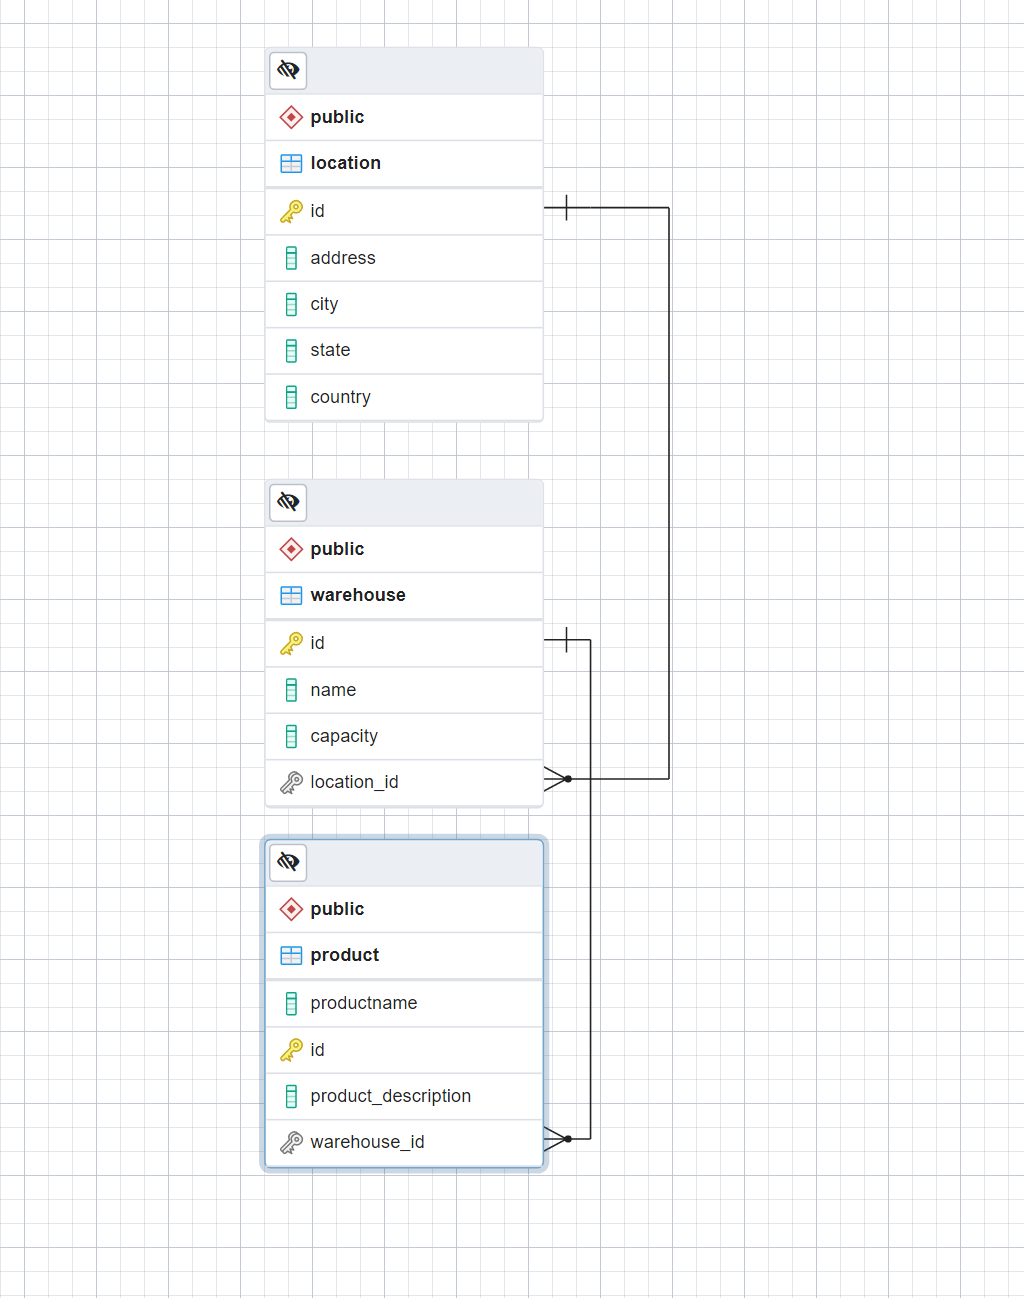 public
location
id
address
city
state
country
public
warehouse
id
name
capacity
location_id
public
product
productname
id
product_description
warehouse_id